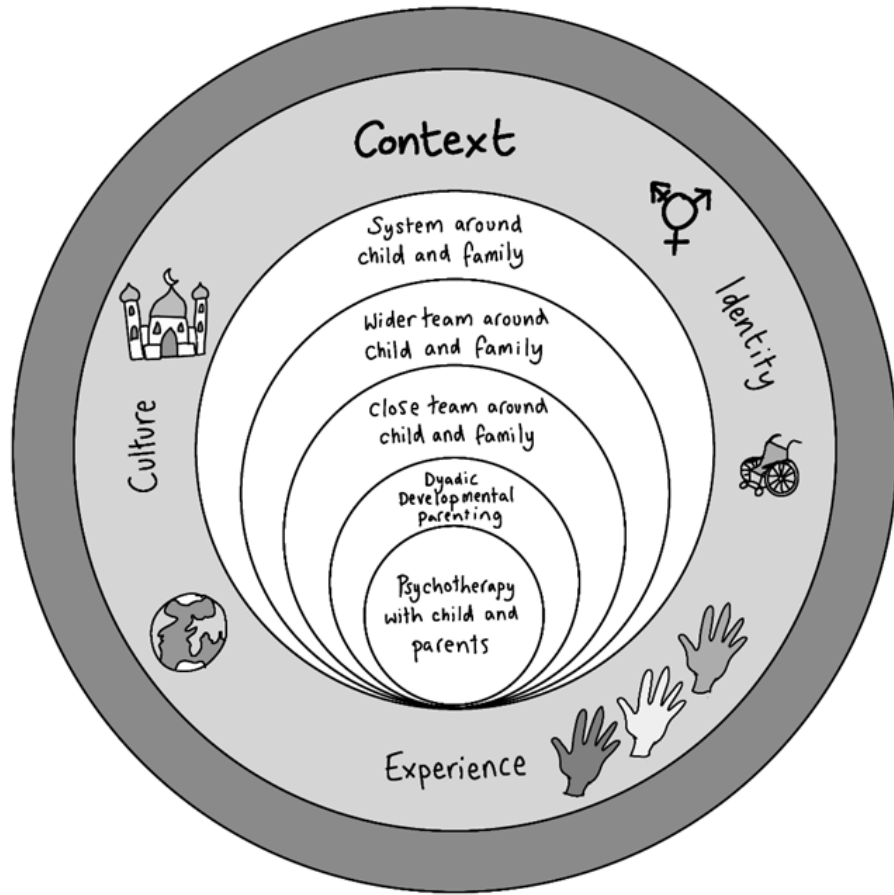 Context
System around
child and family
Wider team around
child and family
Close team around
child and family
Dyadic
Developmental
Parenting
Psychotherapy
with child and
parents
Culture
Identity
Experience